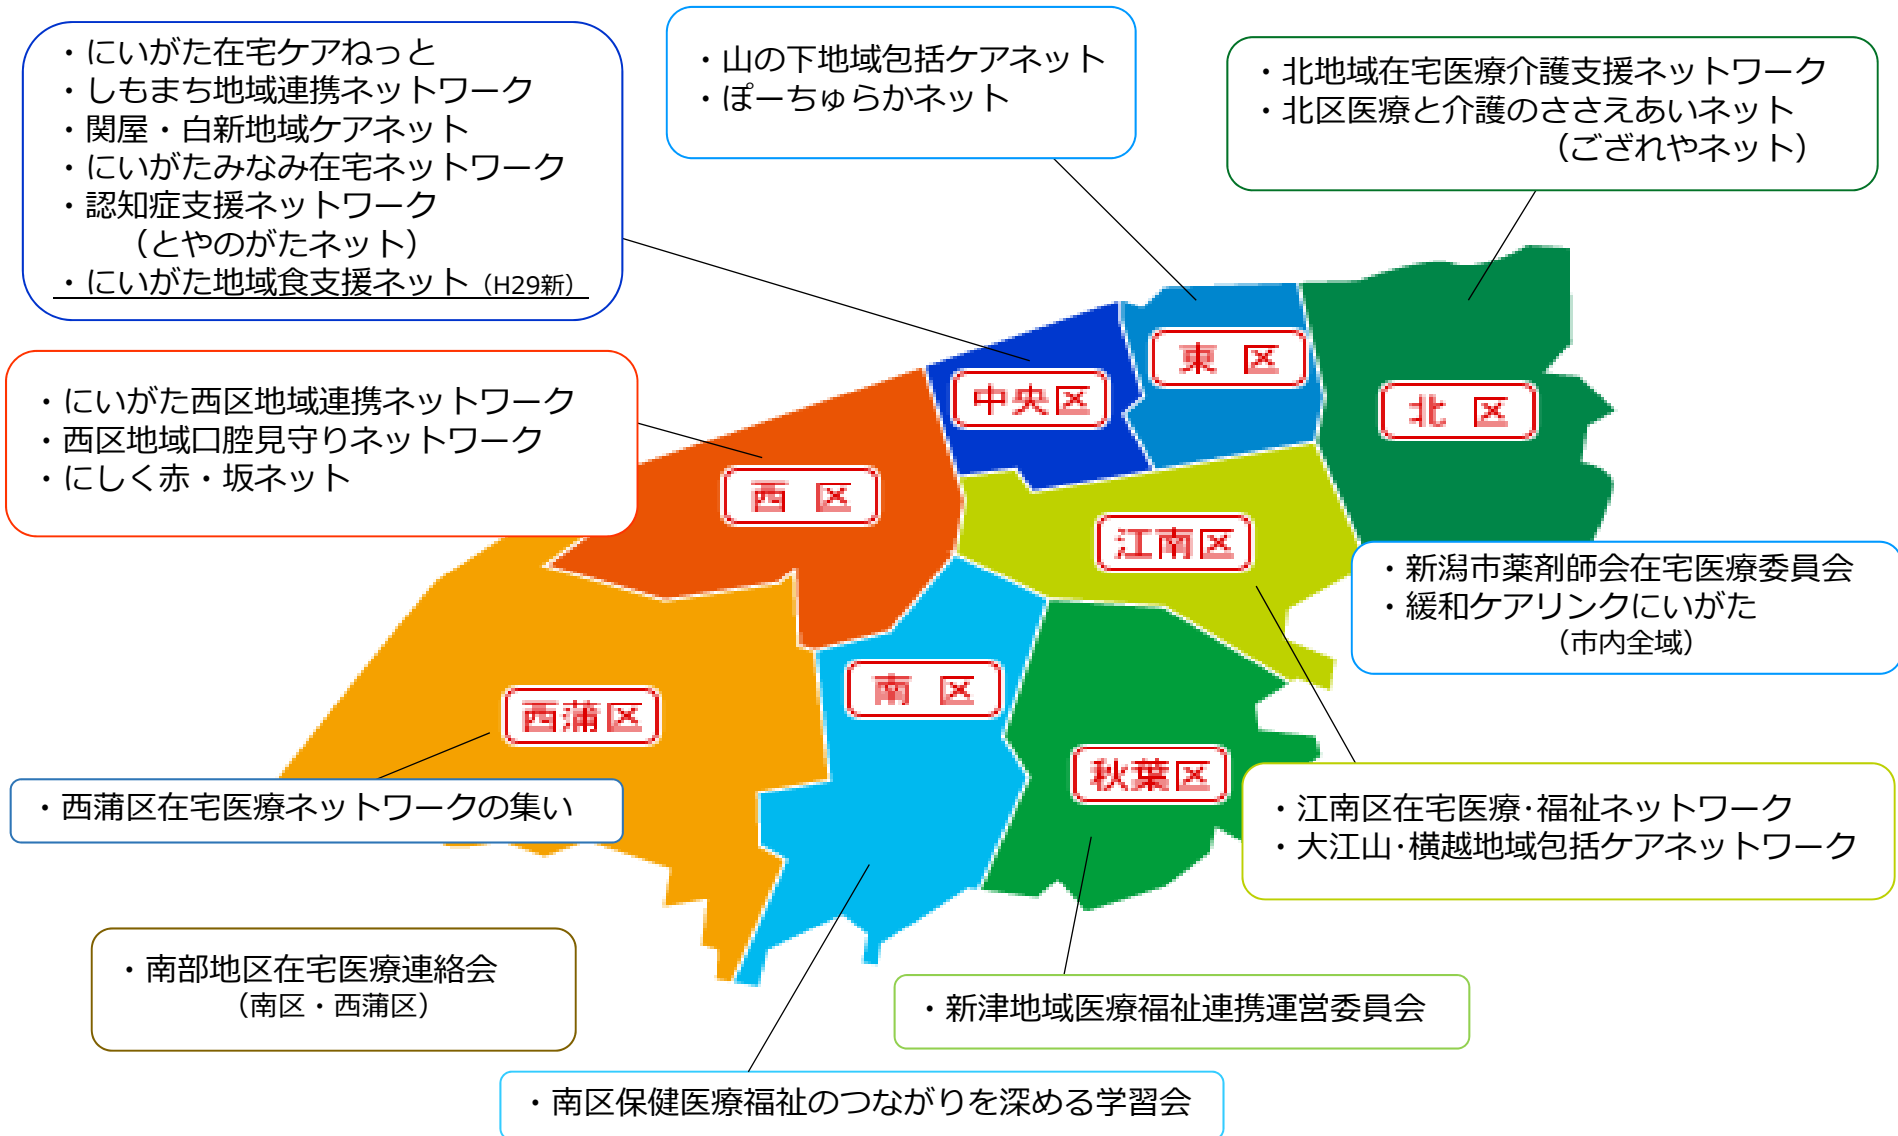 ・にいがた在宅ケアねっと
・しもまち地域連携ネットワーク
・関屋・白新地域ケアネット
・にいがたみなみ在宅ネットワーク
・認知症支援ネットワーク
（とやのがたネット）
・にいがた地域食支援ネット（H29新）
・山の下地域包括ケアネット
・ぽーちゅらかネット
・北地域在宅医療介護支援ネットワーク
・北区医療と介護のささえあいネット
（ござれやネット）
・にいがた西区地域連携ネットワーク
・西区地域口腔見守りネットワーク
・にしく赤・坂ネット
中央区
東 区
北 区
西 区
江南区
南 区
西蒲区
秋葉区
・新潟市薬剤師会在宅医療委員会
・緩和ケアリンクにいがた
（市内全域）
・西蒲区在宅医療ネットワークの集い
・江南区在宅医療･福祉ネットワーク
・大江山･横越地域包括ケアネットワーク
・南部地区在宅医療連絡会
（南区・西蒲区）
・新津地域医療福祉連携運営委員会
・南区保健医療福祉のつながりを深める学習会